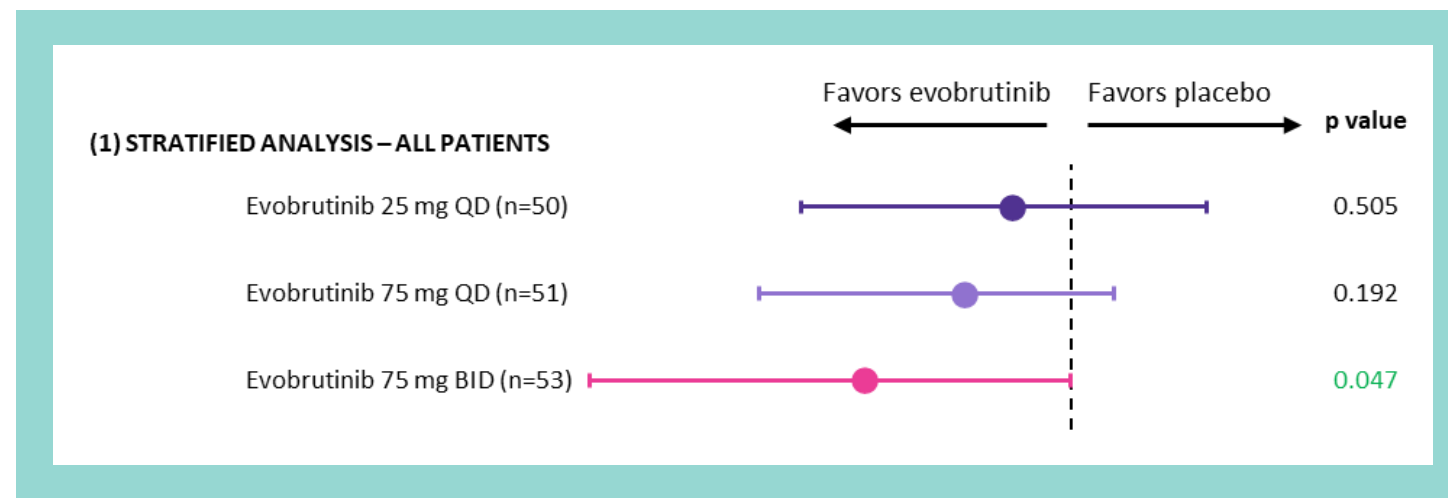 Favors evobrutinib Favors placebo
p value
(1) STRATIFIED ANALYSIS – ALL PATIENTS
Evobrutinib 25 mg QD (n=50) 0.505
Evobrutinib 75 mg QD (n=51) 0.192
Evobrutinib 75 mg BID (n=53) 0.047